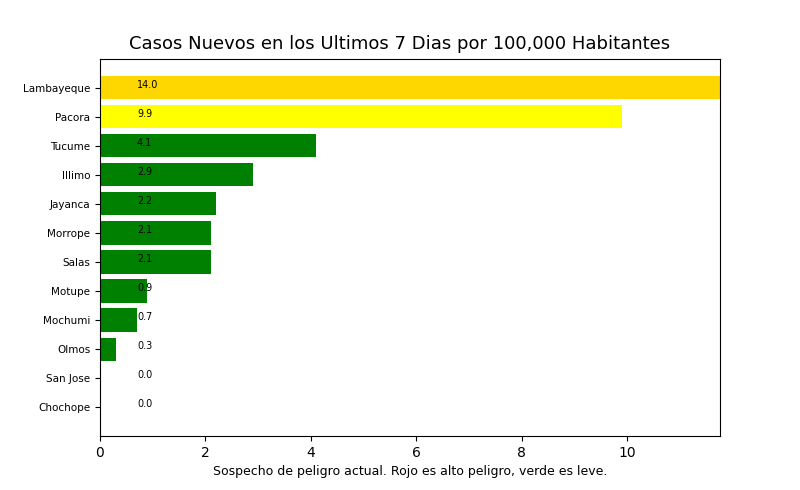 Casos Nuevos en los Ultimos 7 Dias por 100,000 Habitantes
Lambayeque 14.0
Pacora 9.9
Tucume 4.1
Illimo 2.9
Jayanca 2.2
Morrope 2.1
Salas 2.1
Motupe 0.9
Mochumi 0.7
Olmos 0.3
San Jose 0.0
Chochope 0.0
0 2 4 6 8 10
Sospecho de peligro actual. Rojo es alto peligro, verde es leve.